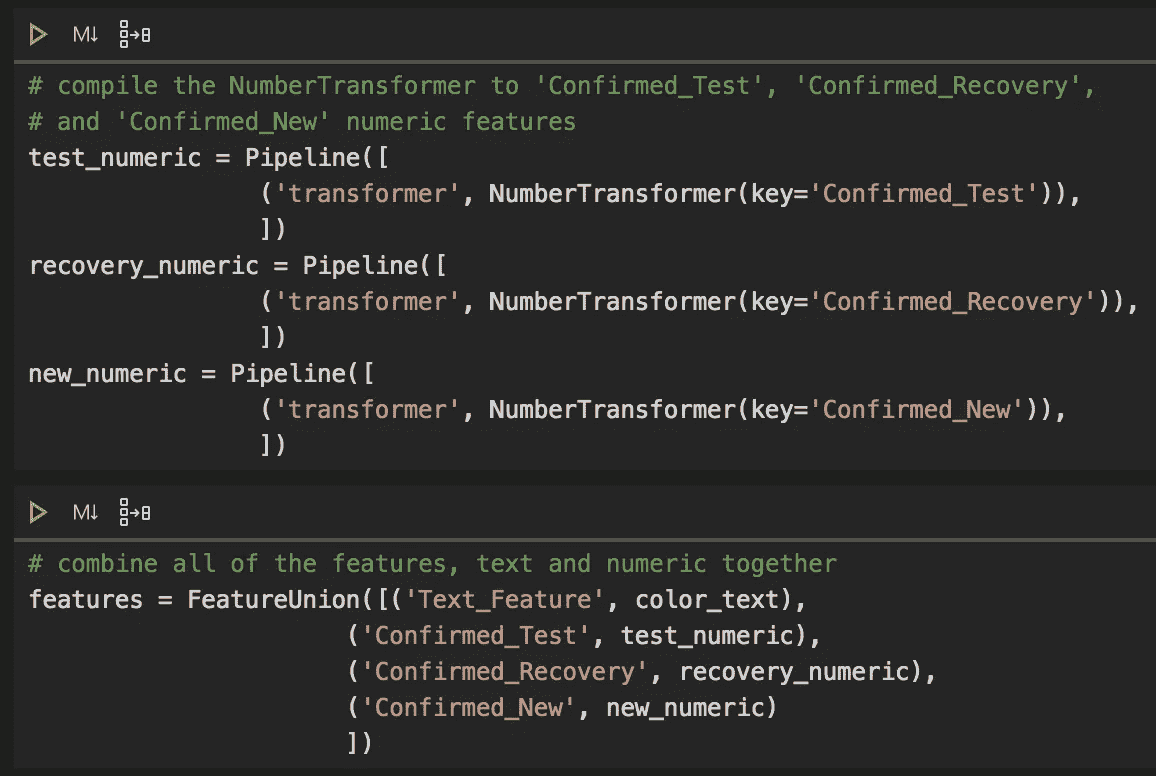 M↓
# compile the NumberTransformer to 'Confirmed_Test', 'Confirmed_Recovery',
# and 'Confirmed_New' numeric features
test_numeric = Pipeline([
                ('transformer', NumberTransformer(key='Confirmed_Test')),
                ])
recovery_numeric = Pipeline([
                ('transformer', NumberTransformer(key='Confirmed_Recovery')),
                ])
new_numeric = Pipeline([
                ('transformer', NumberTransformer(key='Confirmed_New')),
                ])
M↓
# combine all of the features, text and numeric together
features = FeatureUnion([('Text_Feature', color_text),
                      ('Confirmed_Test', test_numeric),
                      ('Confirmed_Recovery', recovery_numeric),
                      ('Confirmed_New', new_numeric)
                      ])